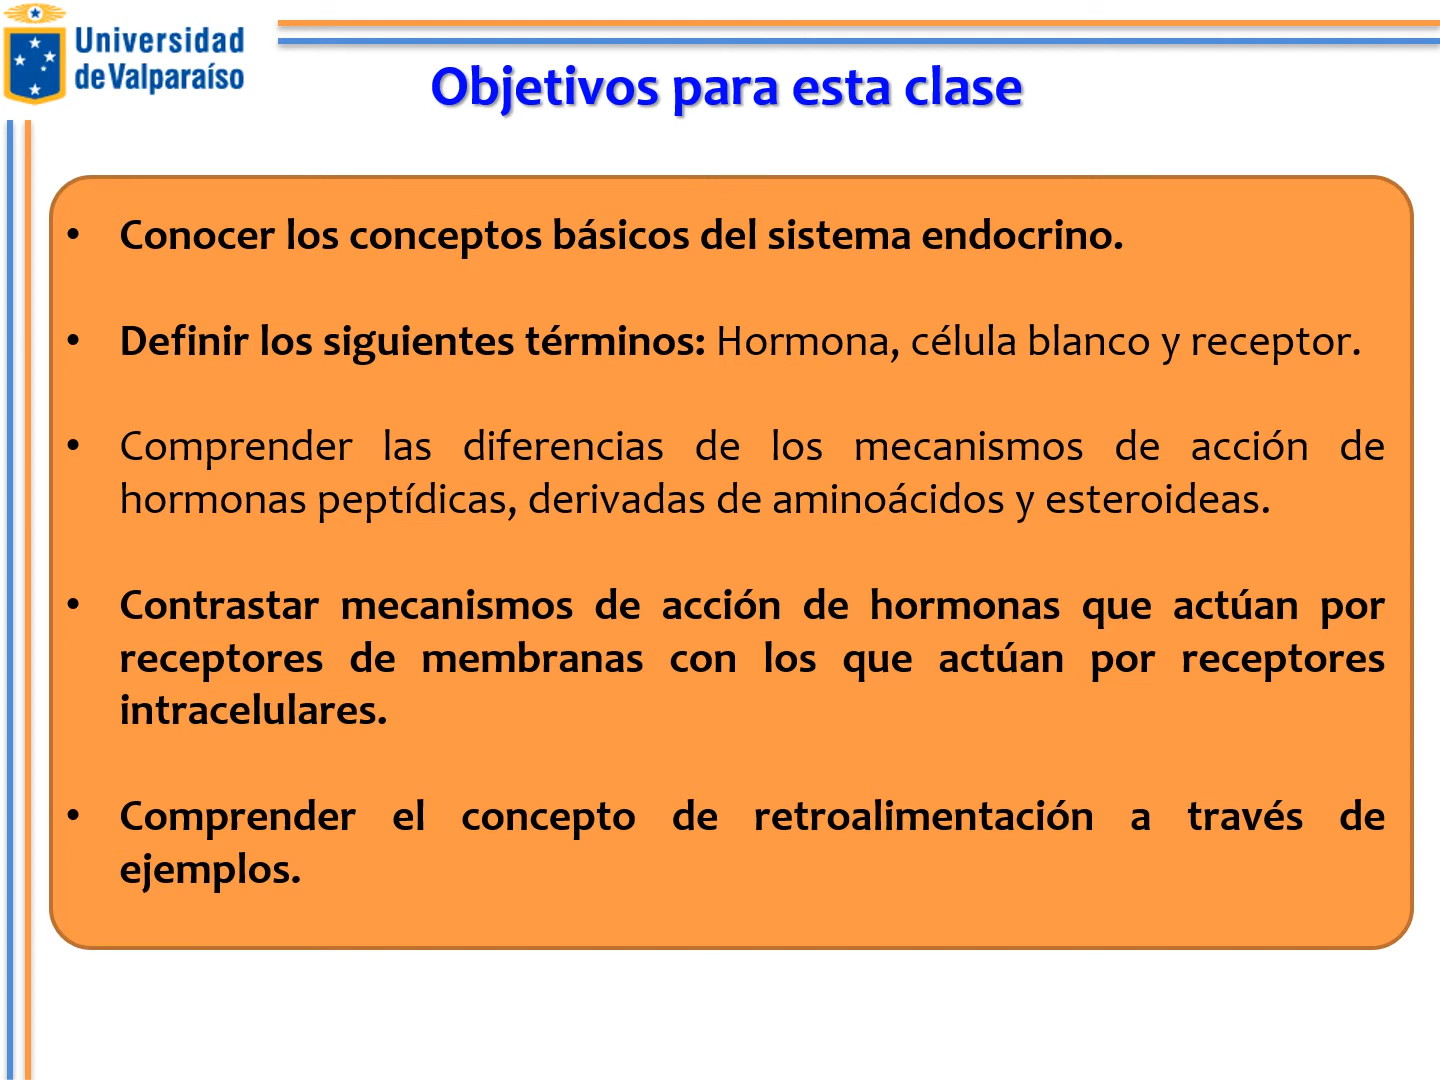 Universidad
de Valparaíso
Objetivos para esta clase
• Conocer los conceptos básicos del sistema endocrino.
• Definir los siguientes términos: Hormona, célula blanco y receptor.
• Comprender las diferencias de los mecanismos de acción de
hormonas peptídicas, derivadas de aminoácidos y esteroideas.
• Contrastar mecanismos de acción de hormonas que actúan por
receptores de membranas con los que actúan por receptores
intracelulares.
• Comprender el concepto de retroalimentación a través de
ejemplos.